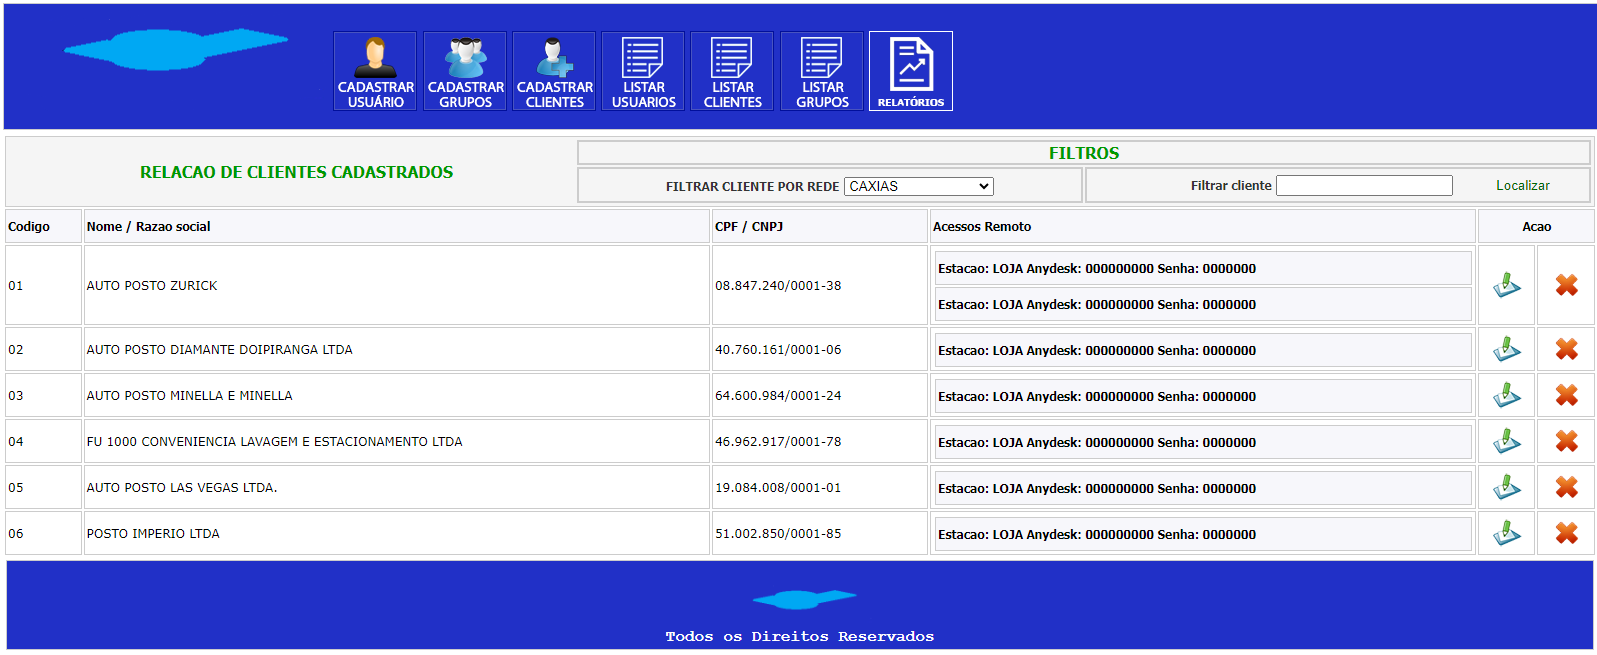 CADASTRAR
USUÁRIO
CADASTRAR
GRUPOS
CADASTRAR
CLIENTES
LISTAR
USUARIOS
LISTAR
CLIENTES
LISTAR
GRUPOS
RELATÓRIOS
RELACAO DE CLIENTES CADASTRADOS
FILTROS
FILTRAR CLIENTE POR REDE CAXIAS
Filtrar cliente Localizar
Codigo Nome / Razao social CPF / CNPJ Acessos Remoto Acao
01 AUTO POSTO ZURICK 08.847.240/0001-38
Estacao: LOJA Anydesk: 000000000 Senha: 0000000
Estacao: LOJA Anydesk: 000000000 Senha: 0000000
02 AUTO POSTO DIAMANTE DOIPIRANGA LTDA 40.760.161/0001-06 Estacao: LOJA Anydesk: 000000000 Senha: 0000000
03 AUTO POSTO MINELLA E MINELLA 64.600.984/0001-24 Estacao: LOJA Anydesk: 000000000 Senha: 0000000
04 FU 1000 CONVENIENCIA LAVAGEM E ESTACIONAMENTO LTDA 46.962.917/0001-78 Estacao: LOJA Anydesk: 000000000 Senha: 0000000
05 AUTO POSTO LAS VEGAS LTDA. 19.084.008/0001-01 Estacao: LOJA Anydesk: 000000000 Senha: 0000000
06 POSTO IMPERIO LTDA 51.002.850/0001-85 Estacao: LOJA Anydesk: 000000000 Senha: 0000000
Todos os Direitos Reservados